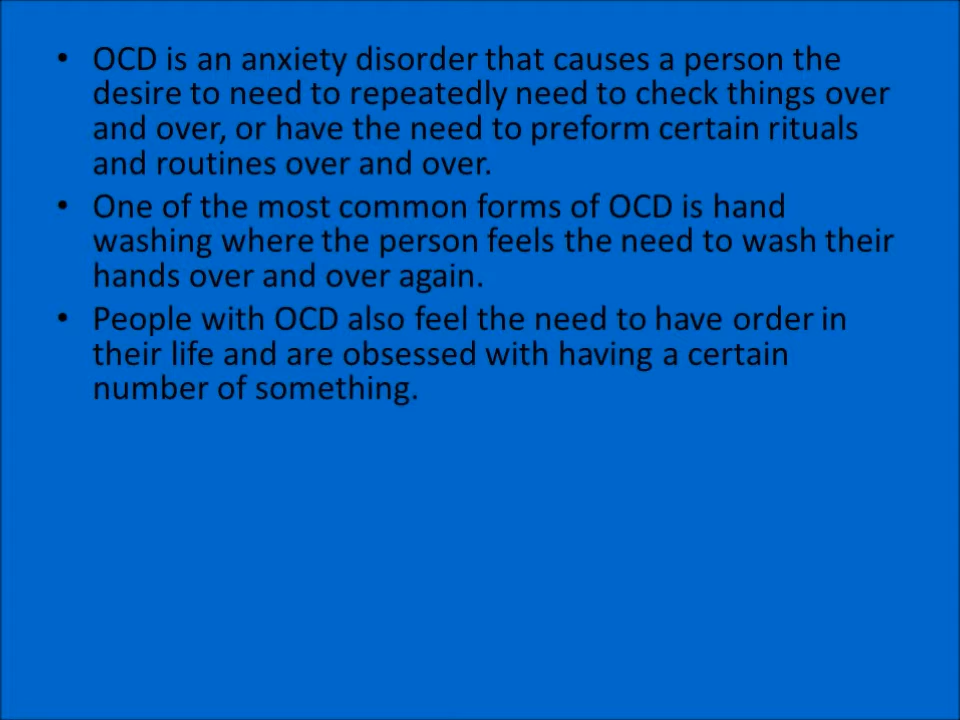 • OCD is an anxiety disorder that causes a person the
desire to need to repeatedly need to check things over
and over, or have the need to preform certain rituals
and routines over and over.
• One of the most common forms of OCD is hand
washing where the person feels the need to wash their
hands over and over again.
• People with OCD also feel the need to have order in
their life and are obsessed with having a certain
number of something.